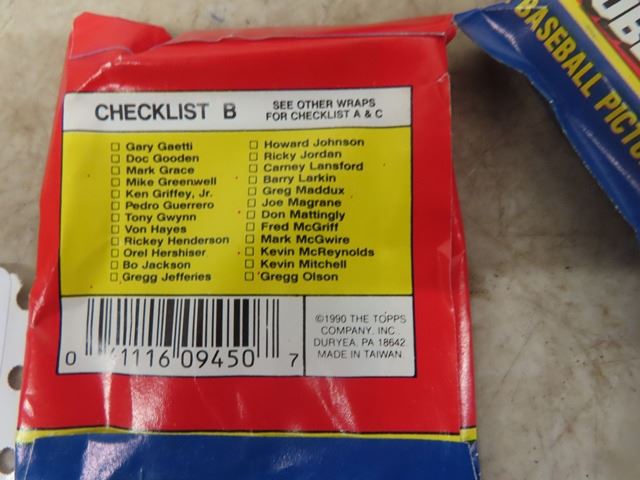 CHECKLIST B
SEE OTHER WRAPS
FOR CHECKLIST A & C
Gary Gaetti
Doc Gooden
Mark Grace
Mike Greenwell
Ken Griffey, Jr.
Pedro Guerrero
Tony Gwynn
Von Hayes
Rickey Henderson
Orel Hershiser
Bo Jackson
Gregg Jefferies
Howard Johnson
Ricky Jordan
Carney Lansford
Barry Larkin
Greg Maddux
Joe Magrane
Don Mattingly
Fred McGriff
Mark McGwire
Kevin McReynolds
Kevin Mitchell
Gregg Olson
0 41116 09450 7
©1990 THE TOPPS
COMPANY, INC.
DURYEA, PA 18642
MADE IN TAIWAN
BASEBALL